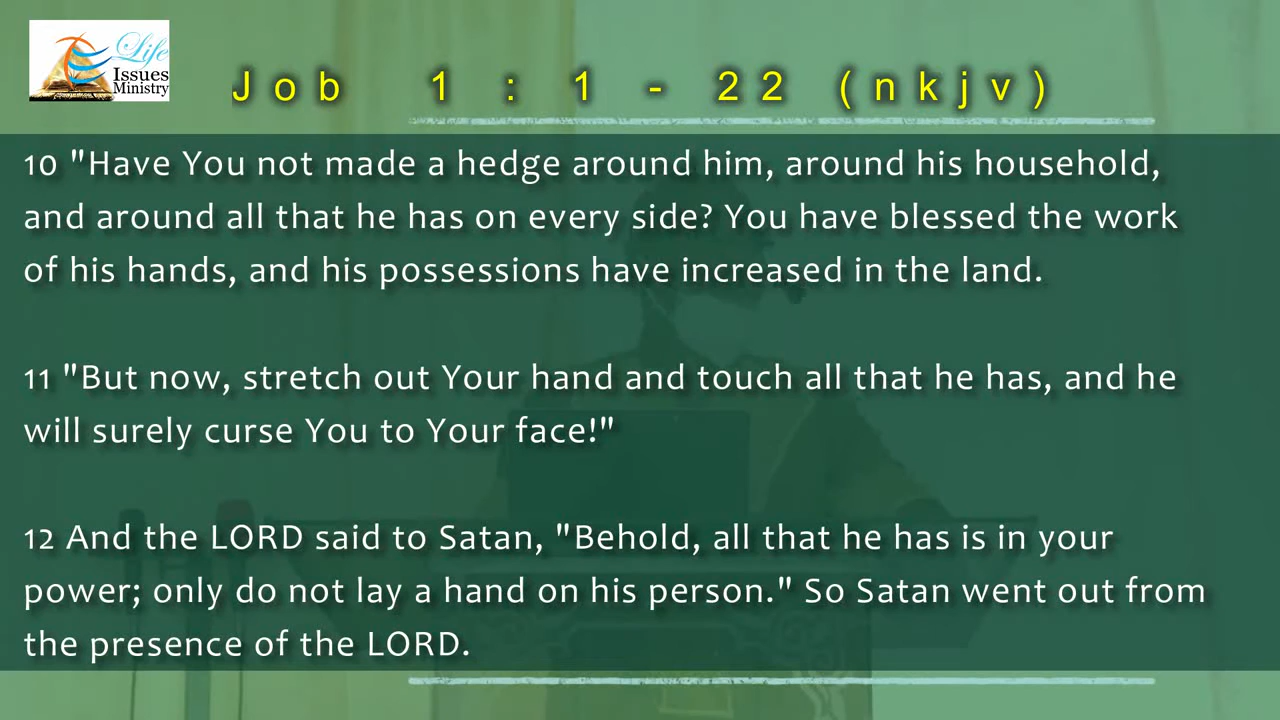 Life
Issues
Ministry
Job 1 : 1 - 22 (nkjv)
10 "Have You not made a hedge around him, around his household,
and around all that he has on every side? You have blessed the work
of his hands, and his possessions have increased in the land.
11 "But now, stretch out Your hand and touch all that he has, and he
will surely curse You to Your face!"
12 And the LORD said to Satan, "Behold, all that he has is in your
power; only do not lay a hand on his person." So Satan went out from
the presence of the LORD.